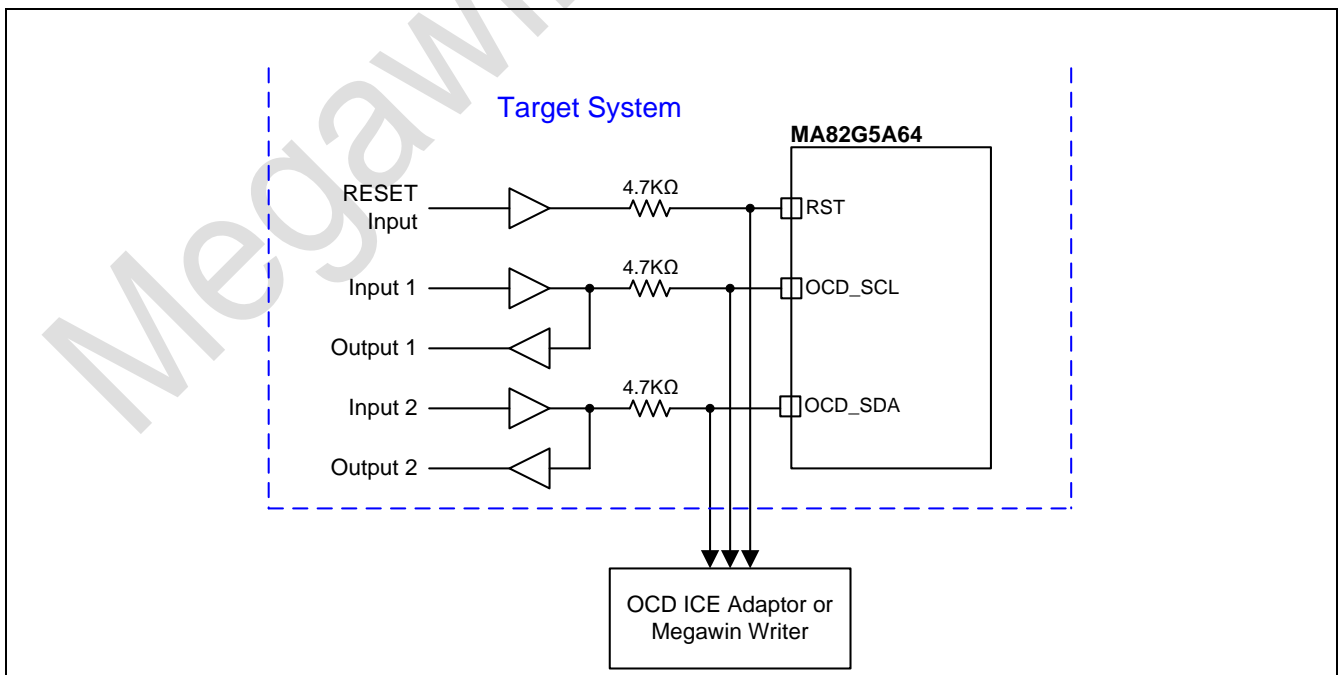 Target System
MA82G5A64
RESET
Input
4.7KΩ
RST
Input 1
4.7KΩ
OCD_SCL
Output 1
Input 2
4.7KΩ
OCD_SDA
Output 2
OCD ICE Adaptor or
Megawin Writer